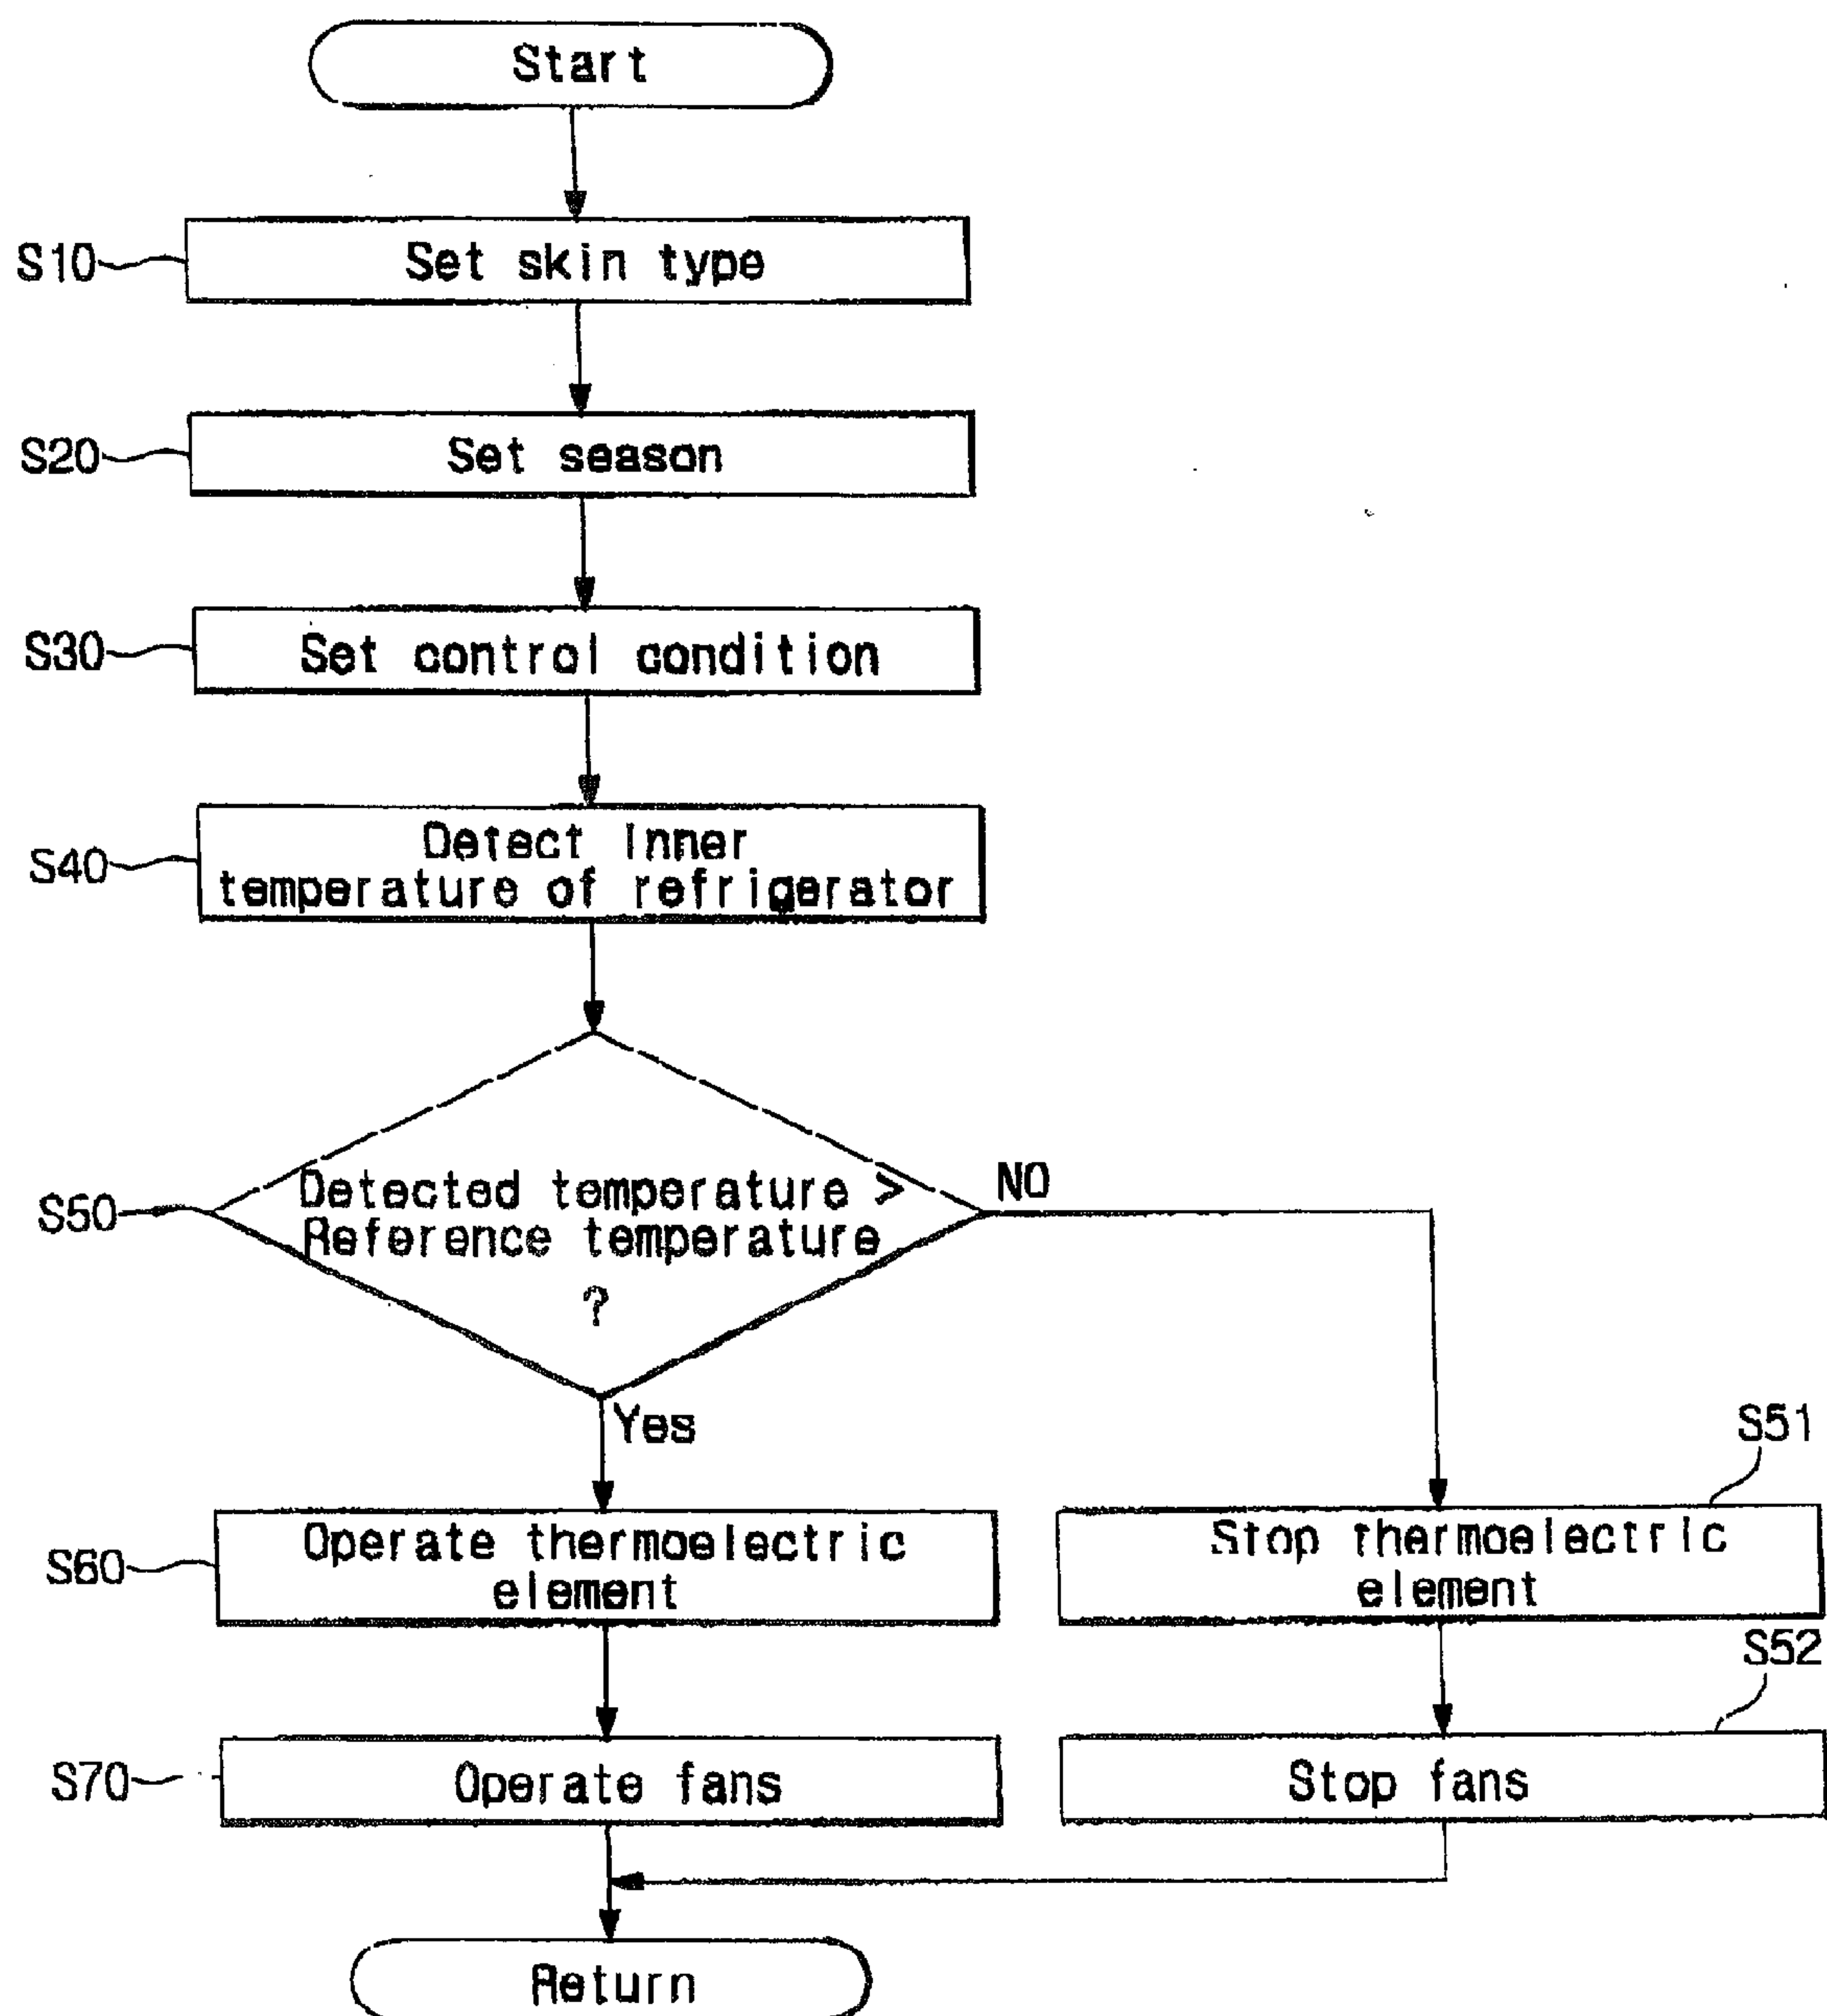 Start
S10
Set skin type
S20
Set season
S30
Set control condition
S40
Detect Inner
temperature of refrigerator
S50
Detected temperature >
Reference temperature
?
NO
Yes
S51
S60
Operate thermoelectric
element
Stop thermoelectric
element
S52
S70
Operate fans
Stop fans
Return